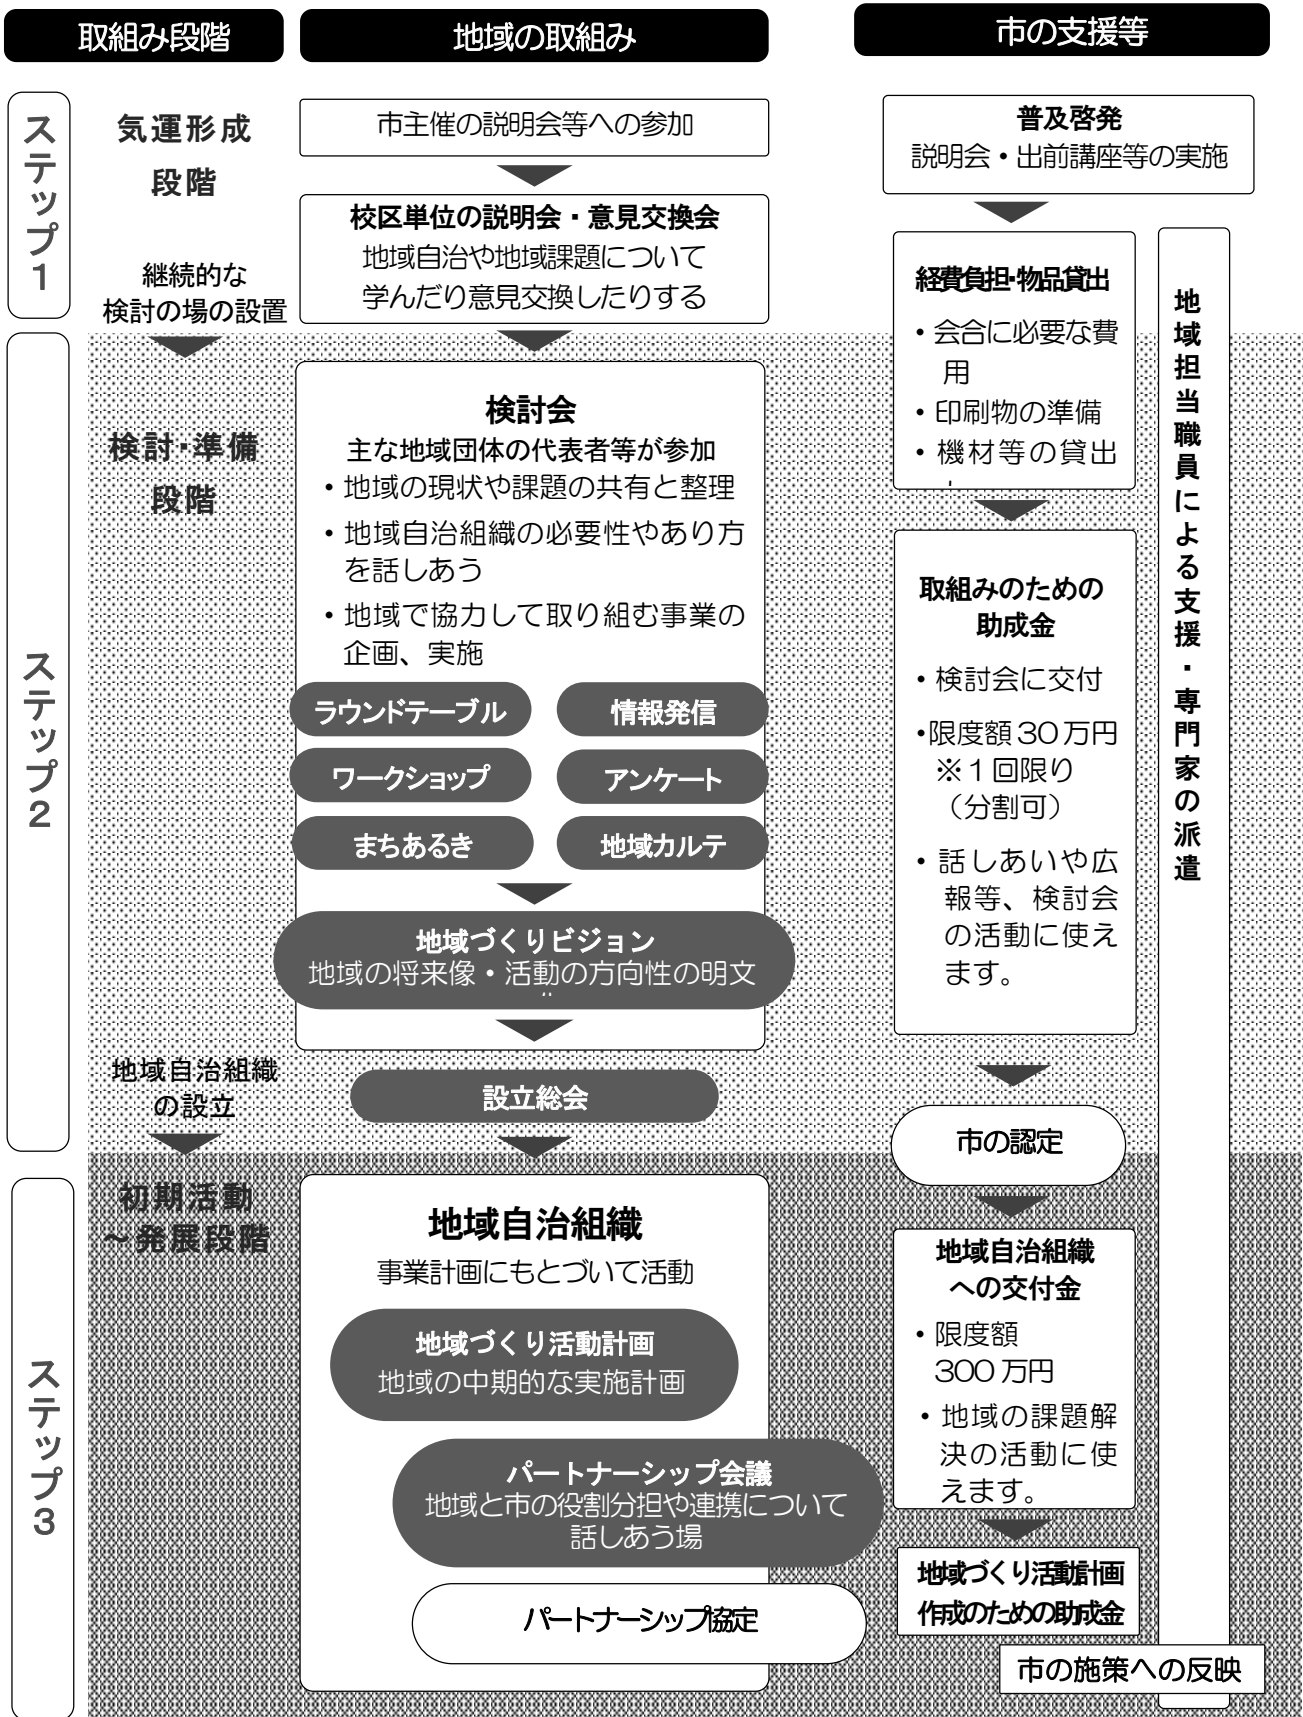 取組み段階
地域の取組み
市の支援等
ステップ1
気運形成
段階
継続的な
検討の場の設置
市主催の説明会等への参加
校区単位の説明会・意見交換会
地域自治や地域課題について
学んだり意見交換したりする
普及啓発
説明会・出前講座等の実施
経費負担・物品貸出
・会合に必要な費
用
・印刷物の準備
・機材等の貸出
地域担当職員による支援・専門家の派遣
ステップ2
検討・準備
段階
地域自治組織
の設立
検討会
主な地域団体の代表者等が参加
・地域の現状や課題の共有と整理
・地域自治組織の必要性やあり方
を話しあう
・地域で協力して取り組む事業の
企画、実施
ラウンドテーブル
情報発信
ワークショップ
アンケート
まちあるき
地域カルテ
地域づくりビジョン
地域の将来像・活動の方向性の明文
設立総会
取組みのための
助成金
・検討会に交付
・限度額30万円
※1回限り
（分割可）
・話しあいや広
報等、検討会
の活動に使え
ます。
市の認定
ステップ3
初期活動
～発展段階
地域自治組織
事業計画にもとづいて活動
地域づくり活動計画
地域の中期的な実施計画
パートナーシップ会議
地域と市の役割分担や連携について
話しあう場
パートナーシップ協定
地域自治組織
への交付金
・限度額
300万円
・地域の課題解
決の活動に使
えます。
地域づくり活動計画
作成のための助成金
市の施策への反映